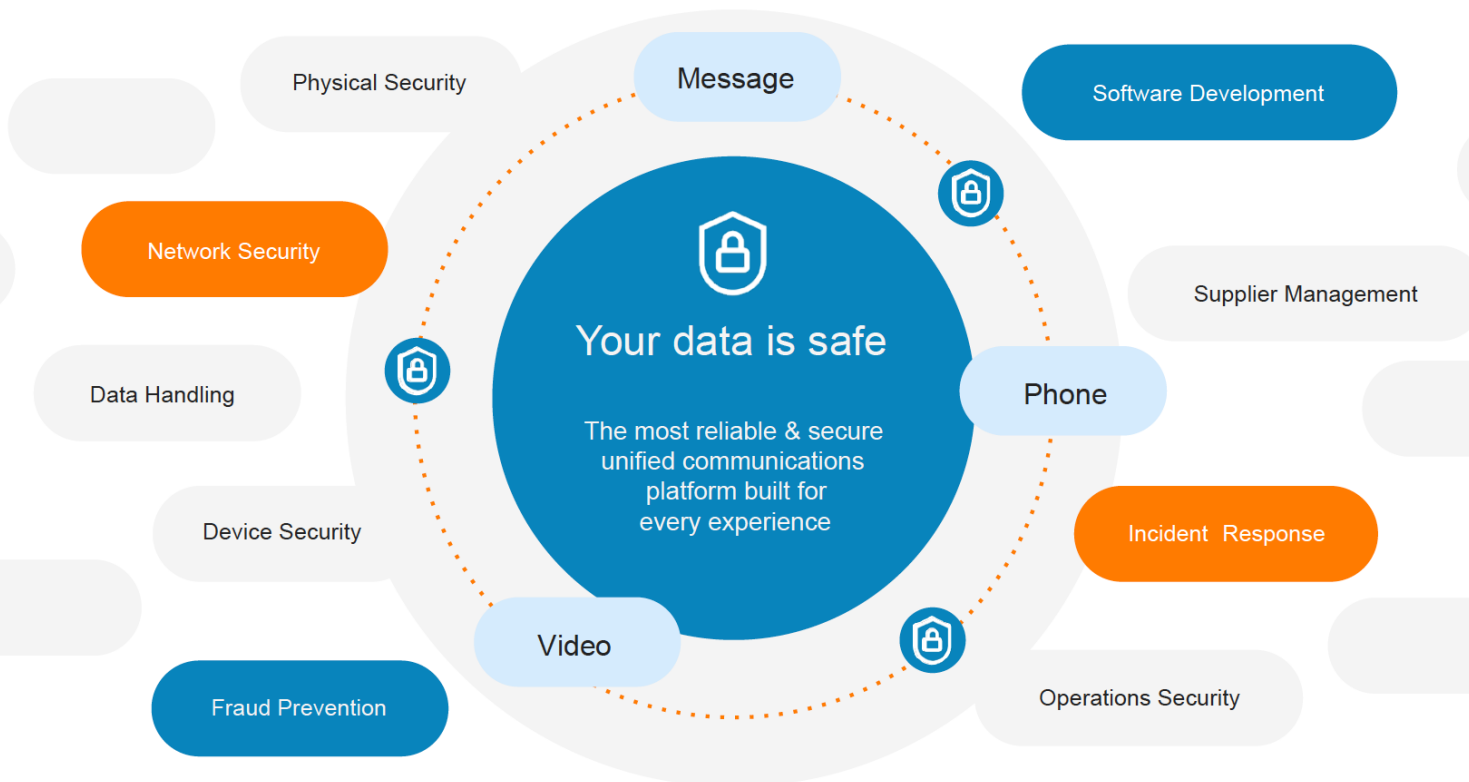 Message
Physical Security
Software Development
Network Security
Supplier Management
Your data is safe
Data Handling
Phone
The most reliable & secure
unified communications
platform built for
every experience
Device Security
Incident  Response
Video
Operations Security
Fraud Prevention